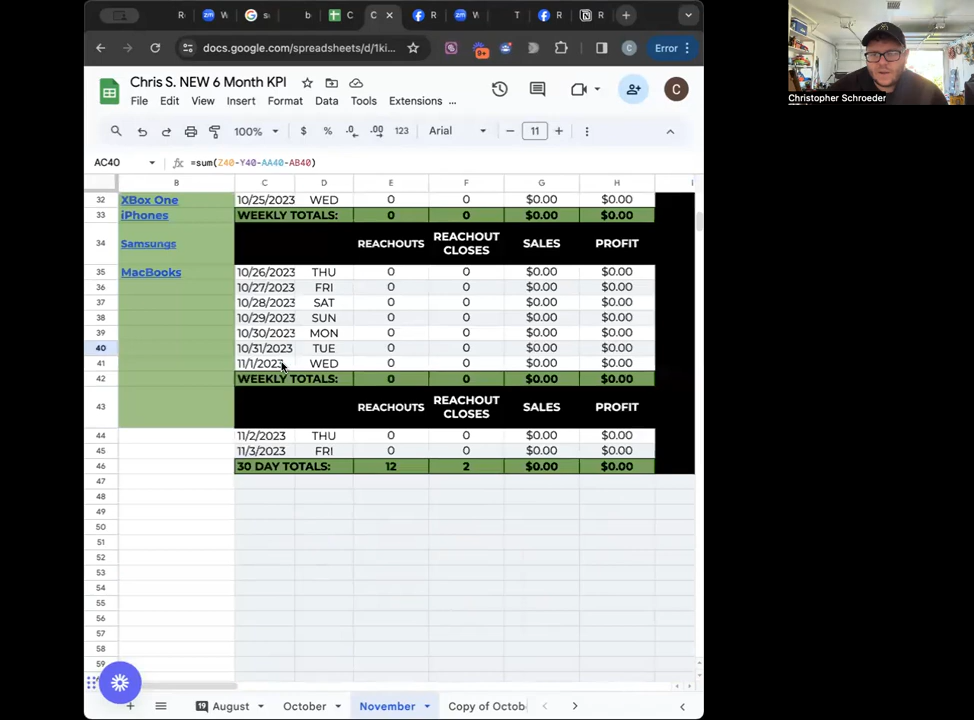 docs.google.com/spreadsheets/d/1ki...
9+
C
Error
Christopher Schroeder
Chris S. NEW 6 Month KPI
C
File Edit View Insert Format Data Tools Extensions ...
100% $ % .0 .00 123 Arial 11
AC40 fx =sum(Z40-Y40-AA40-AB40)
B C D E F G H I
32 XBox One 10/25/2023 WED 0 0 $0.00 $0.00
33 iPhones WEEKLY TOTALS: 0 0 $0.00 $0.00
34 Samsungs REACHOUTS REACHOUT CLOSES SALES PROFIT
35 MacBooks 10/26/2023 THU 0 0 $0.00 $0.00
36 10/27/2023 FRI 0 0 $0.00 $0.00
37 10/28/2023 SAT 0 0 $0.00 $0.00
38 10/29/2023 SUN 0 0 $0.00 $0.00
39 10/30/2023 MON 0 0 $0.00 $0.00
40 10/31/2023 TUE 0 0 $0.00 $0.00
41 11/1/2023 WED 0 0 $0.00 $0.00
42 WEEKLY TOTALS: 0 0 $0.00 $0.00
43 REACHOUTS REACHOUT CLOSES SALES PROFIT
44 11/2/2023 THU 0 0 $0.00 $0.00
45 11/3/2023 FRI 0 0 $0.00 $0.00
46 30 DAY TOTALS: 12 2 $0.00 $0.00
47
48
49
50
51
52
53
54
55
56
57
58
59
19 August October November Copy of Octob